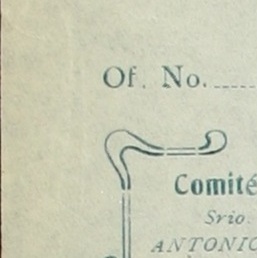 Of. No.
Comité
Srio.
ANTONIO